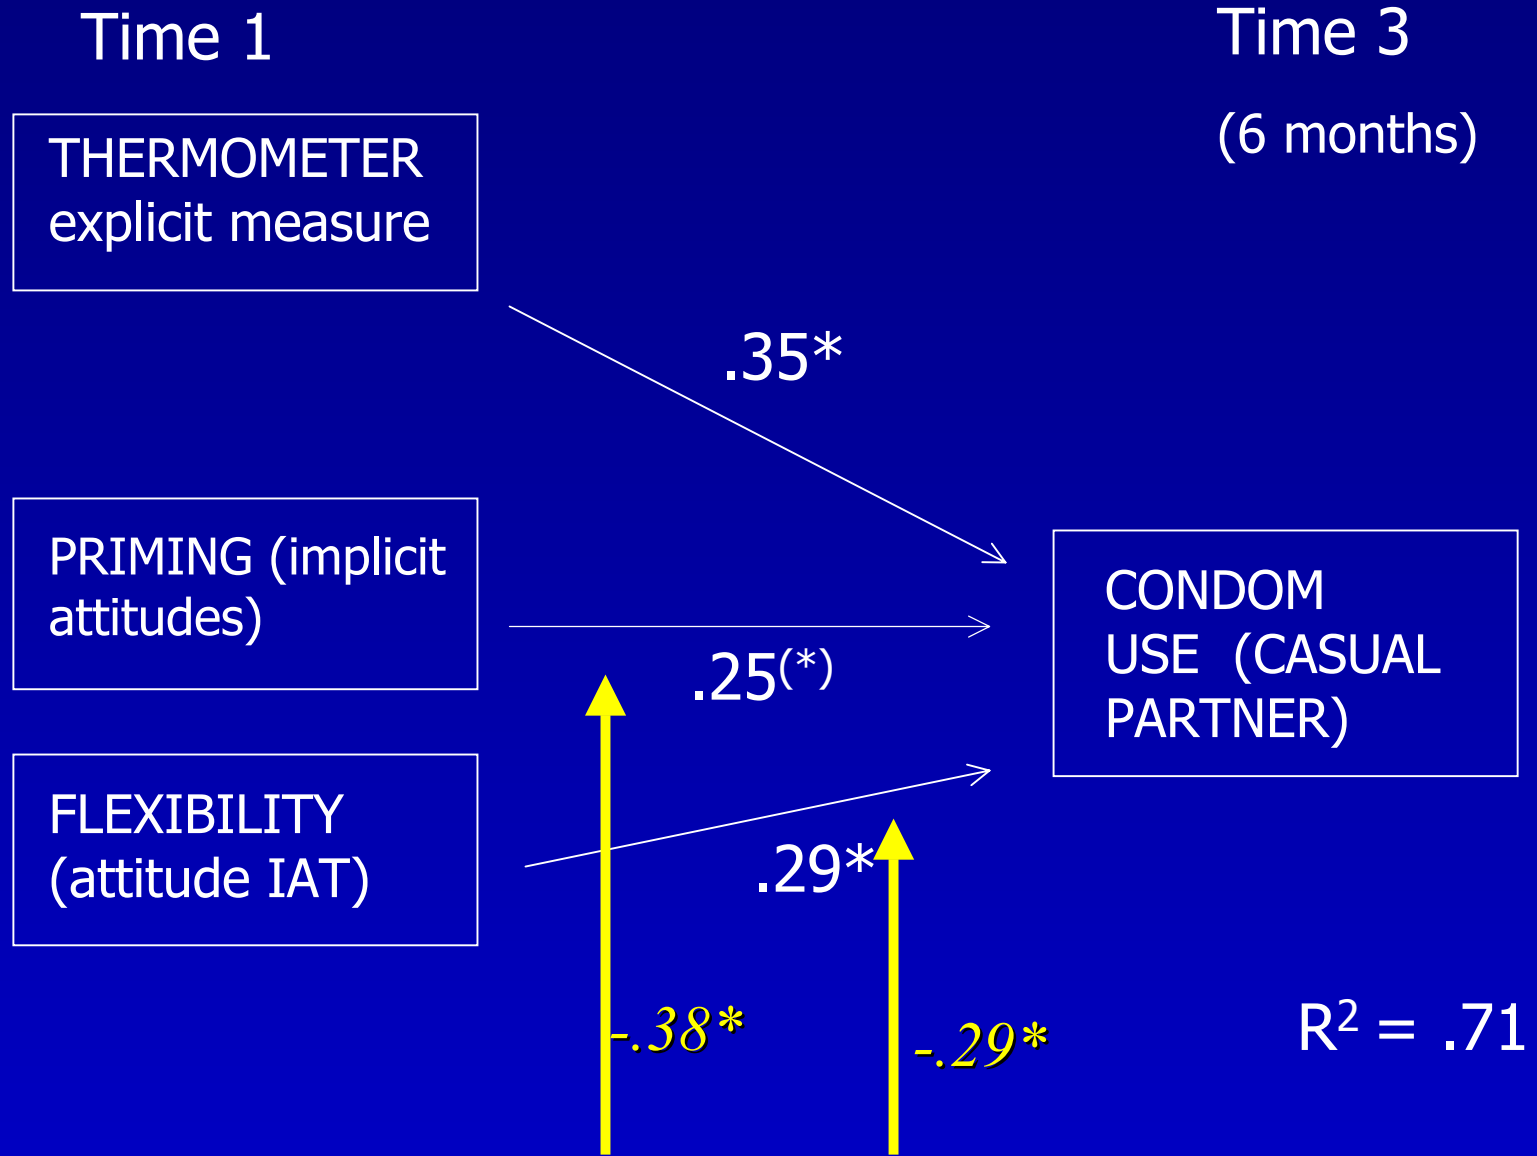 Time 1
Time 3
(6 months)
THERMOMETER
explicit measure
.35*
PRIMING (implicit
attitudes)
.25(*)
CONDOM
USE (CASUAL
PARTNER)
FLEXIBILITY
(attitude IAT)
.29*
-.38*
-.29*
R² = .71